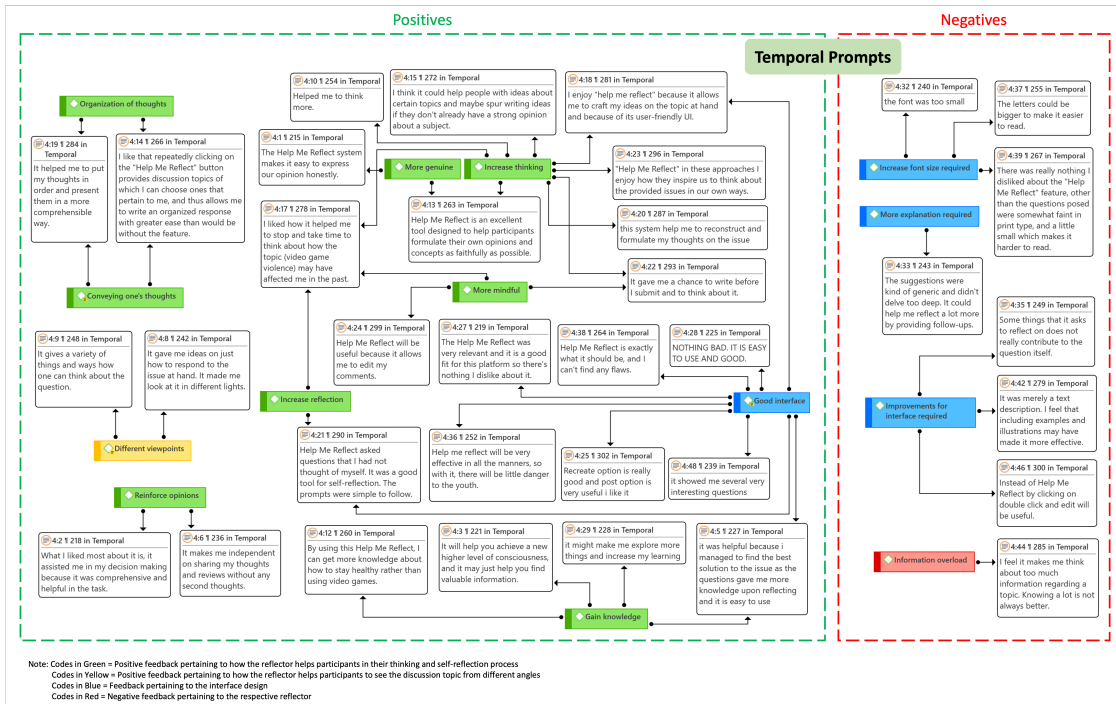 Positives
Negatives
Temporal Prompts
Organization of thoughts
4:19 ¶ 284 in
Temporal
It helped me to put
my thoughts in
order and present
them in a more
comprehensible
way.
4:14 ¶ 266 in
Temporal
I like that repeatedly clicking on
the "Help Me Reflect" button
provides discussion topics of
which I can choose ones that
pertain to me, and thus allows me
to write an organized response
with greater ease than would be
without the feature.
Conveying one's thoughts
4:9 ¶ 248 in
Temporal
It gives a variety of
things and ways how
one can think about the
question.
4:8 ¶ 242 in
Temporal
It gave me ideas on just
how to respond to the
issue at hand. It made me
look at it in different lights.
Different viewpoints
Reinforce opinions
4:2 ¶ 218 in Temporal
What I liked most about it is, it
assisted me in my decision making
because it was comprehensive and
helpful in the task.
4:6 ¶ 236 in Temporal
It makes me independent
on sharing my thoughts
and reviews without any
second thoughts.
4:10 ¶ 254 in Temporal
Helped me to think
more.
4:15 ¶ 272 in Temporal
I think it could help people with ideas about
certain topics and maybe spur writing ideas
if they don't already have a strong opinion
about a subject.
4:18 ¶ 281 in Temporal
I enjoy "help me reflect" because it allows
me to craft my ideas on the topic at hand
and because of its user-friendly UI.
4:1 ¶ 215 in Temporal
The Help Me Reflect system
makes it easy to express
our opinion honestly.
More genuine
Increase thinking
4:23 ¶ 296 in Temporal
"Help Me Reflect" in these approaches I
enjoy how they inspire us to think about
the provided issues in our own ways.
4:17 ¶ 278 in Temporal
I liked how it helped me
to stop and take time to
think about how the
topic (video game
violence) may have
affected me in the past.
4:13 ¶ 263 in Temporal
Help Me Reflect is an excellent
tool designed to help participants
formulate their own opinions and
concepts as faithfully as possible.
4:20 ¶ 287 in Temporal
this system help me to reconstruct and
formulate my thoughts on the issue
4:22 ¶ 293 in Temporal
It gave me a chance to write before
I submit and to think about it.
More mindful
4:24 ¶ 299 in Temporal
Help Me Reflect will be
useful because it allows
me to edit my
comments.
4:27 ¶ 219 in Temporal
The Help Me Reflect was
very relevant and it is a good
fit for this platform so there's
nothing I dislike about it.
4:38 ¶ 264 in Temporal
Help Me Reflect is exactly
what it should be, and I
can't find any flaws.
4:28 ¶ 225 in Temporal
NOTHING BAD. IT IS EASY
TO USE AND GOOD.
Increase reflection
Good interface
4:21 ¶ 290 in Temporal
Help Me Reflect asked
questions that I had not
thought of myself. It was a good
tool for self-reflection. The
prompts were simple to follow.
4:36 ¶ 252 in Temporal
Help me reflect will be very
effective in all the manners, so
with it, there will be little danger
to the youth.
4:25 ¶ 302 in Temporal
Recreate option is really
good and post option is
very useful i like it
4:48 ¶ 239 in Temporal
it showed me several very
interesting questions
4:12 ¶ 260 in Temporal
By using this Help Me Reflect, I
can get more knowledge about
how to stay healthy rather than
using video games.
4:3 ¶ 221 in Temporal
It will help you achieve a new
higher level of consciousness,
and it may just help you find
valuable information.
4:29 ¶ 228 in Temporal
it might make me explore more
things and increase my learning
4:5 ¶ 227 in Temporal
it was helpful because i
managed to find the best
solution to the issue as the
questions gave me more
knowledge upon reflecting
and it is easy to use
Gain knowledge
4:32 ¶ 240 in Temporal
the font was too small
4:37 ¶ 255 in Temporal
The letters could be
bigger to make it easier
to read.
Increase font size required
4:39 ¶ 267 in Temporal
There was really nothing I
disliked about the "Help
Me Reflect" feature, other
than the questions posed
were somewhat faint in
print type, and a little
small which makes it
harder to read.
More explanation required
4:33 ¶ 243 in Temporal
The suggestions were
kind of generic and didn't
delve too deep. It could
help me reflect a lot more
by providing follow-ups.
4:35 ¶ 249 in Temporal
Some things that it asks
to reflect on does not
really contribute to the
question itself.
Improvements for
interface required
4:42 ¶ 279 in Temporal
It was merely a text
description. I feel that
including examples and
illustrations may have
made it more effective.
4:46 ¶ 300 in Temporal
Instead of Help Me
Reflect by clicking on
double click and edit will
be useful.
Information overload
4:44 ¶ 285 in Temporal
I feel it makes me think
about too much
information regarding a
topic. Knowing a lot is not
always better.
Note: Codes in Green = Positive feedback pertaining to how the reflector helps participants in their thinking and self-reflection process
Codes in Yellow = Positive feedback pertaining to how the reflector helps participants to see the discussion topic from different angles
Codes in Blue = Feedback pertaining to the interface design
Codes in Red = Negative feedback pertaining to the respective reflector